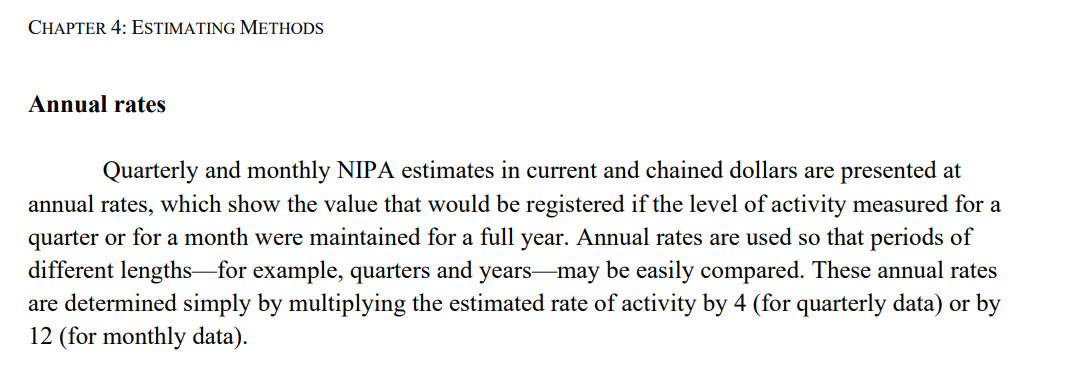 CHAPTER 4: ESTIMATING METHODS
Annual rates
Quarterly and monthly NIPA estimates in current and chained dollars are presented at
annual rates, which show the value that would be registered if the level of activity measured for a
quarter or for a month were maintained for a full year. Annual rates are used so that periods of
different lengths—for example, quarters and years—may be easily compared. These annual rates
are determined simply by multiplying the estimated rate of activity by 4 (for quarterly data) or by
12 (for monthly data).